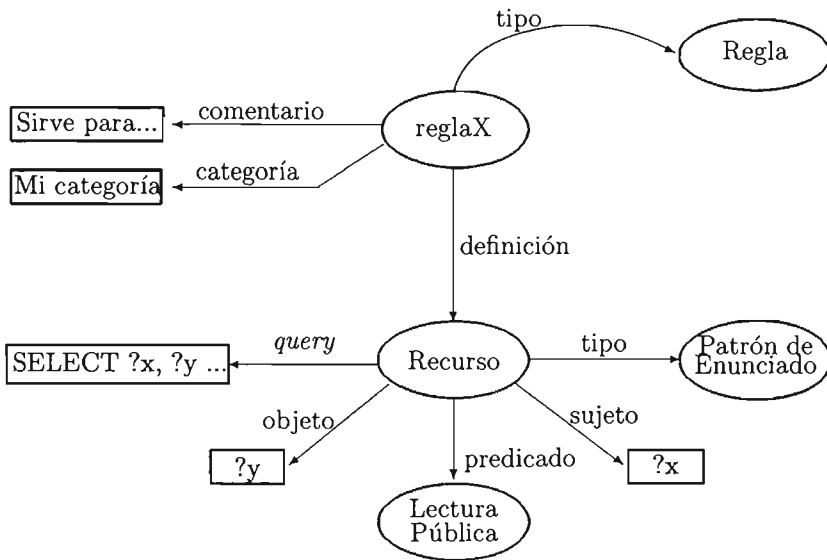 tipo
Regla
Sirve para...
comentario
reglaX
Mi categoría
categoría
definición
SELECT ?x, ?y ...
query
Recurso
tipo
Patrón de
Enunciado
objeto
sujeto
?y
predicado
?x
Lectura
Pública